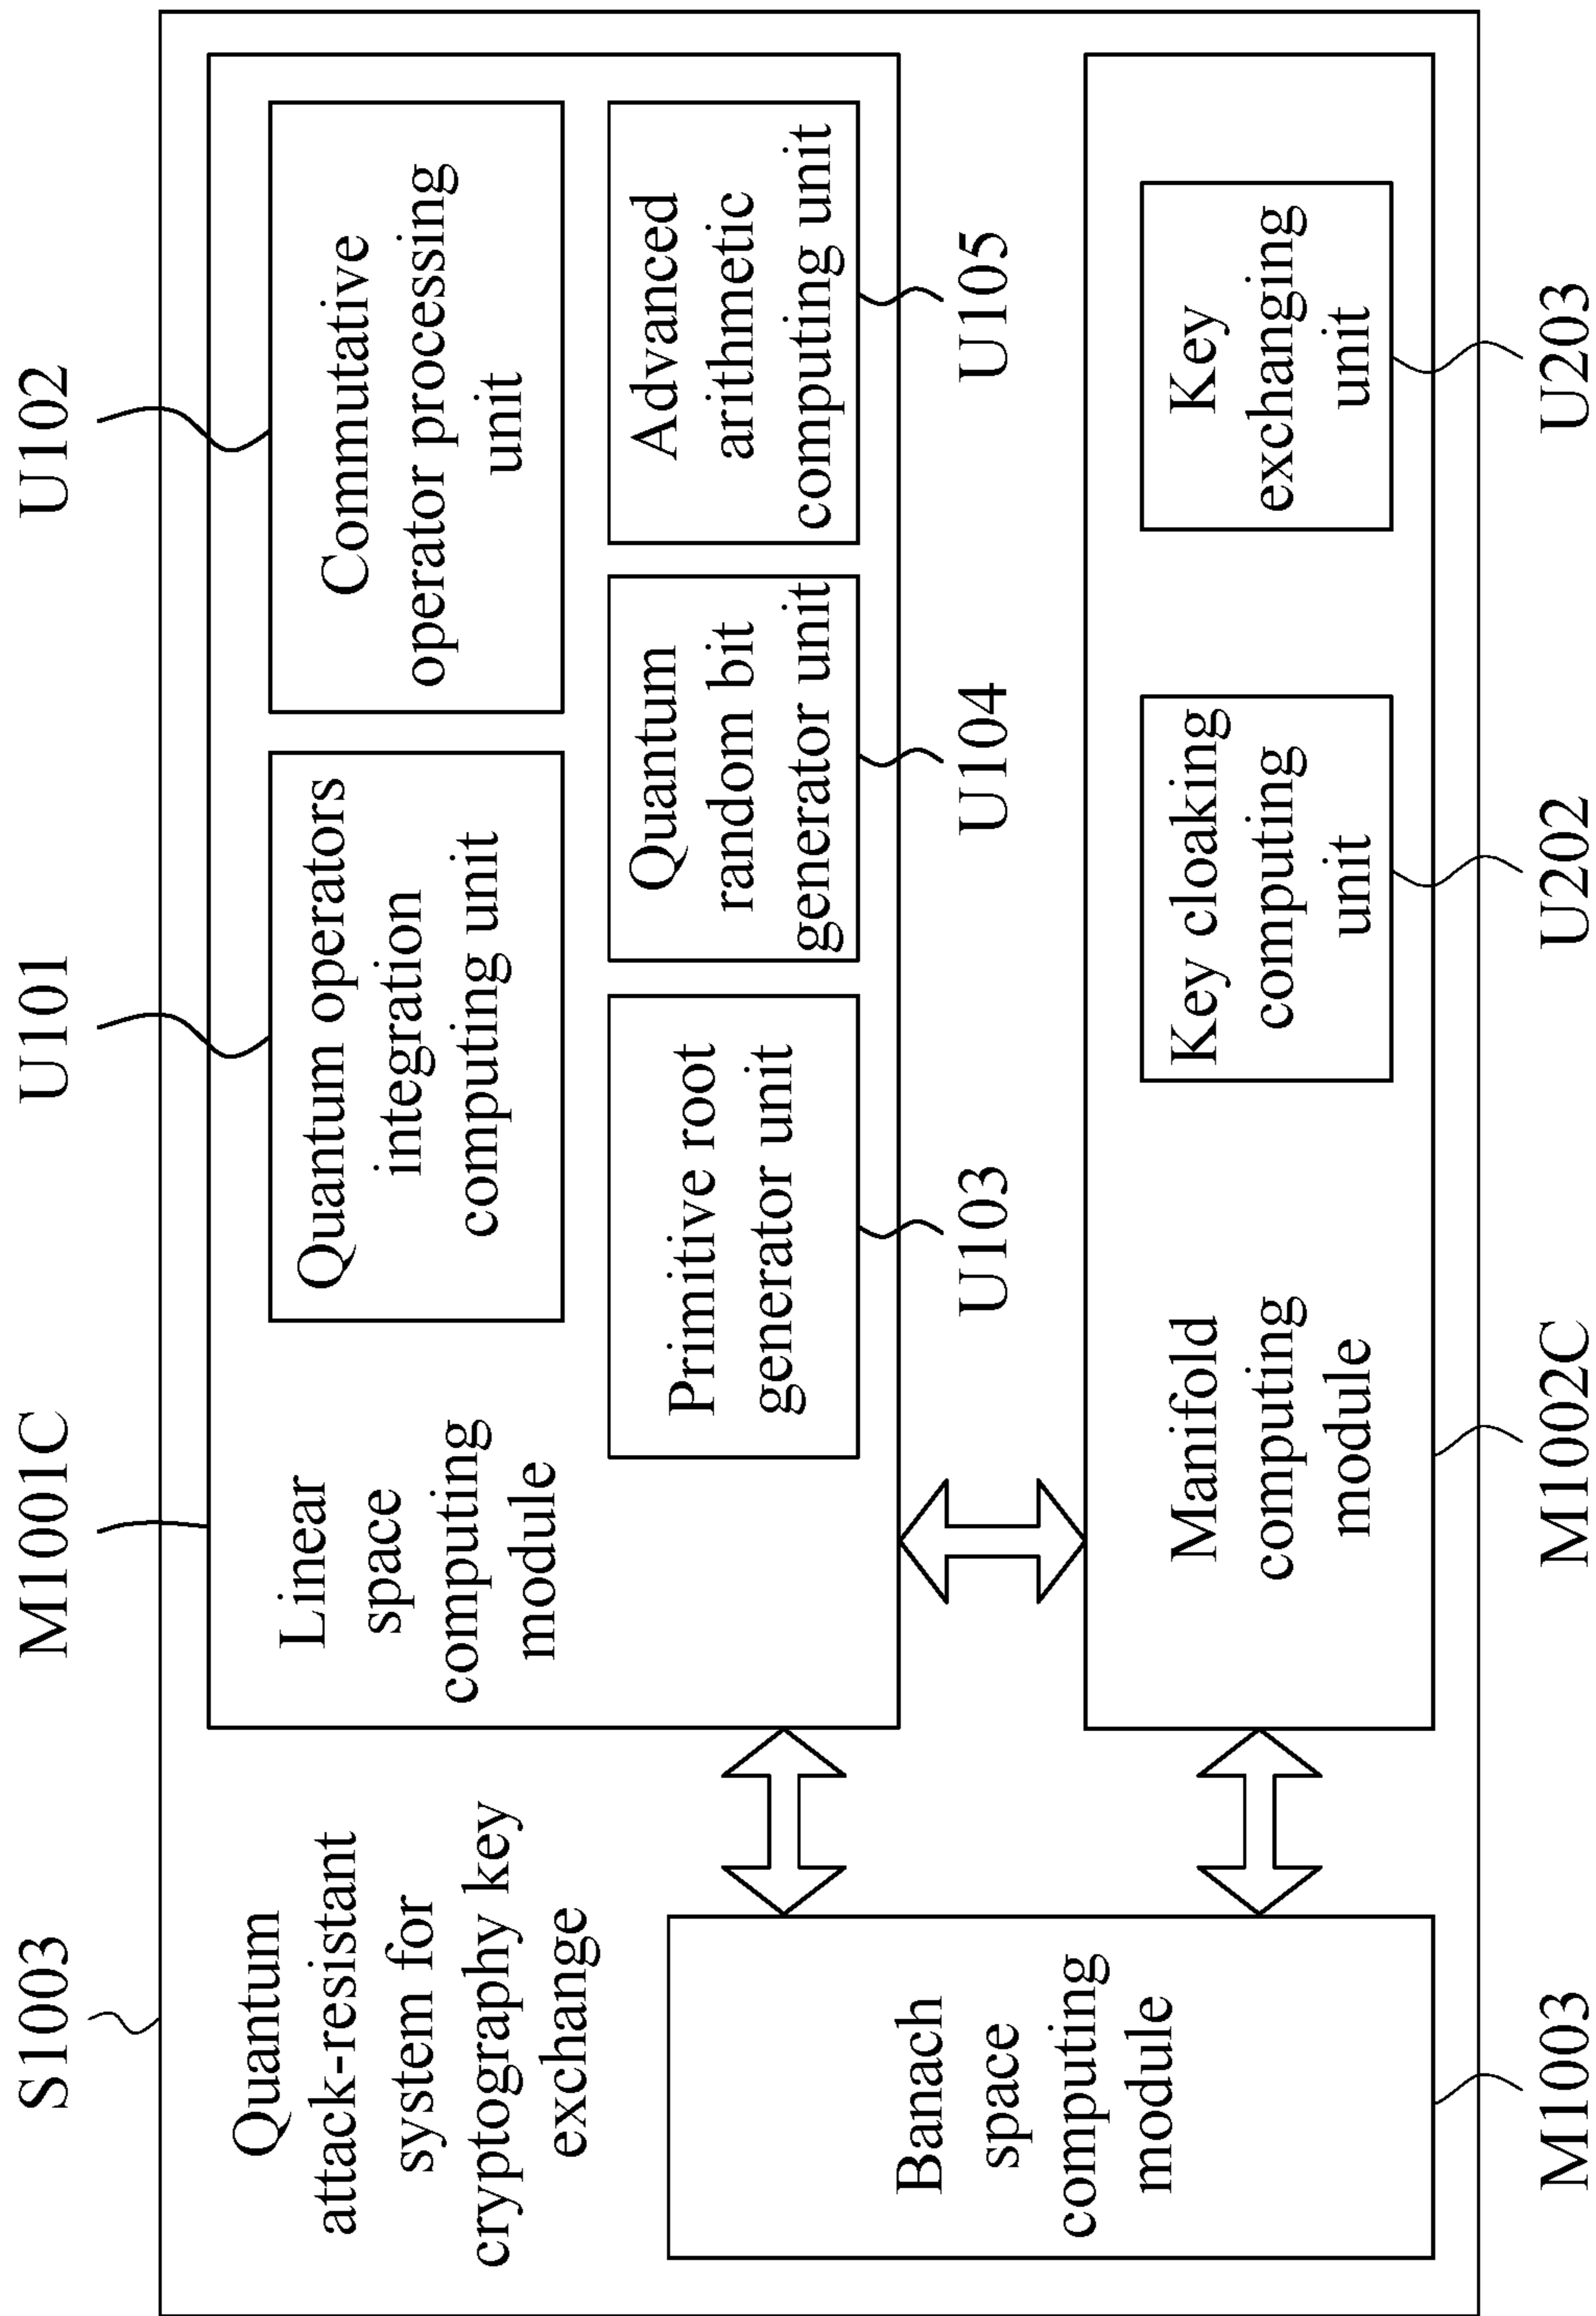 S1003
M1001C
U101
U102
Quantum
attack-resistant
system for
cryptography key
exchange
Linear
space
computing
module
Quantum operators
integration
computing unit
Commutative
operator processing
unit
Primitive root
generator unit
Quantum
random bit
generator unit
Advanced
arithmetic
computing unit
U103
U104
U105
Banach
space
computing
module
Manifold
computing
module
Key cloaking
computing
unit
Key
exchanging
unit
M1003
M1002C
U202
U203